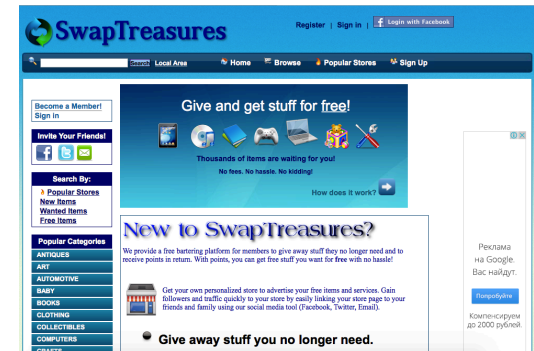 SwapTreasures
Register | Sign in | Login with Facebook
Search Local Area Home Browse Popular Stores Sign Up
Become a Member!
Sign in
Invite Your Friends!
Search By:
Popular Stores
New Items
Wanted Items
Free Items
Popular Categories
ANTIQUES
ART
AUTOMOTIVE
BABY
BOOKS
CLOTHING
COLLECTIBLES
COMPUTERS
CRAFTS
Give and get stuff for free!
Thousands of items are waiting for you!
No fees. No hassle. No kidding!
How does it work?
New to SwapTreasures?
We provide a free bartering platform for members to give away stuff they no longer need and to
receive points in return. With points, you can get free stuff you want for free with no hassle!
Get your own personalized store to advertise your free items and services. Gain
followers and traffic quickly to your store by easily linking your store page to your
friends and family using our social media tool (Facebook, Twitter, Email).
Give away stuff you no longer need.
Реклама
на Google.
Вас найдут.
Попробуйте
Компенсируем
до 2000 рублей.